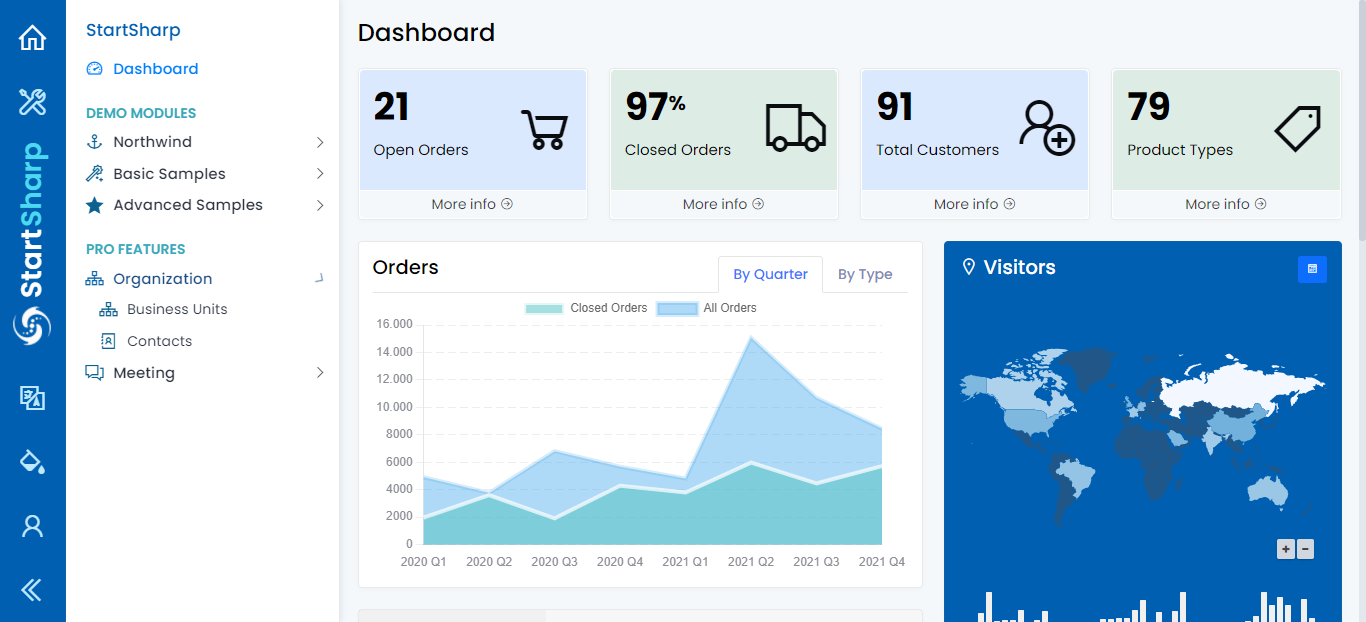 StartSharp
StartSharp
Dashboard
DEMO MODULES
Northwind
Basic Samples
Advanced Samples
PRO FEATURES
Organization
Business Units
Contacts
Meeting
Dashboard
21
Open Orders
More info
97%
Closed Orders
More info
91
Total Customers
More info
79
Product Types
More info
Orders
By Quarter
By Type
Closed Orders
All Orders
16.000
14.000
12.000
10.000
8000
6000
4000
2000
0
2020 Q1
2020 Q2
2020 Q3
2020 Q4
2021 Q1
2021 Q2
2021 Q3
2021 Q4
Visitors
+
−